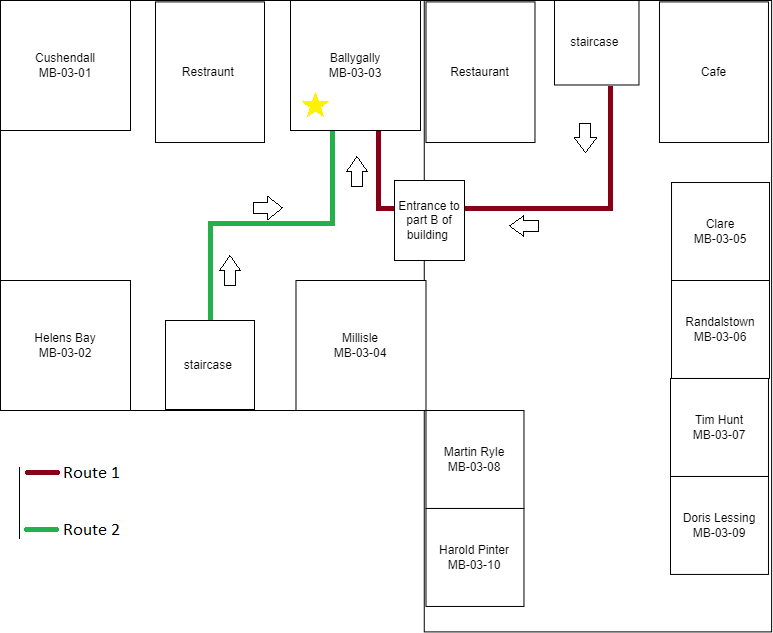 Cushendall
MB-03-01
Restraunt
Ballygally
MB-03-03
Restaurant
staircase
Cafe
Entrance to
part B of
building
Clare
MB-03-05
Helens Bay
MB-03-02
staircase
Millisle
MB-03-04
Randalstown
MB-03-06
Tim Hunt
MB-03-07
Martin Ryle
MB-03-08
Doris Lessing
MB-03-09
Harold Pinter
MB-03-10
Route 1
Route 2